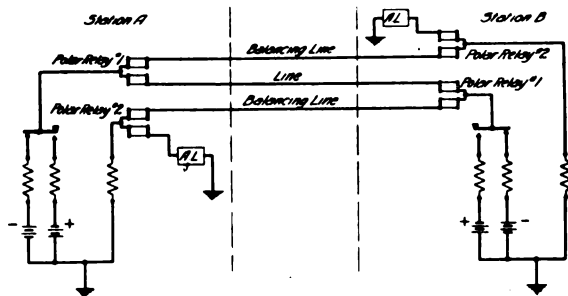 Station A
AL
Station B
Polar Relay #1
Balancing Line
Polar Relay #2
Line
Polar Relay #1
Polar Relay #2
Balancing Line
AL
- +
+ -